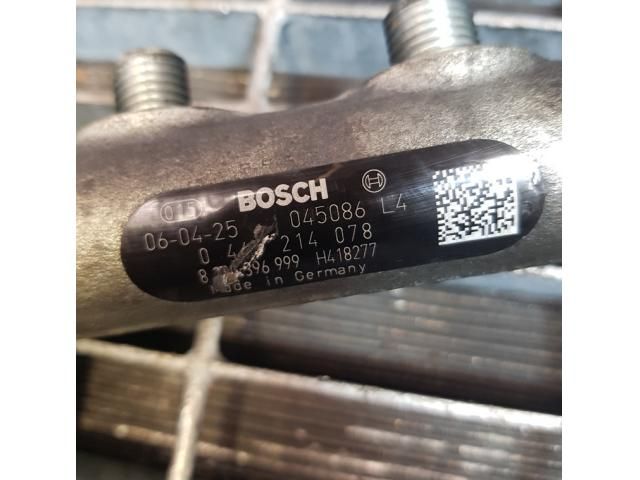 BOSCH
06-04-25 045086 L4
214 078
396 999 H418277
Made in Germany